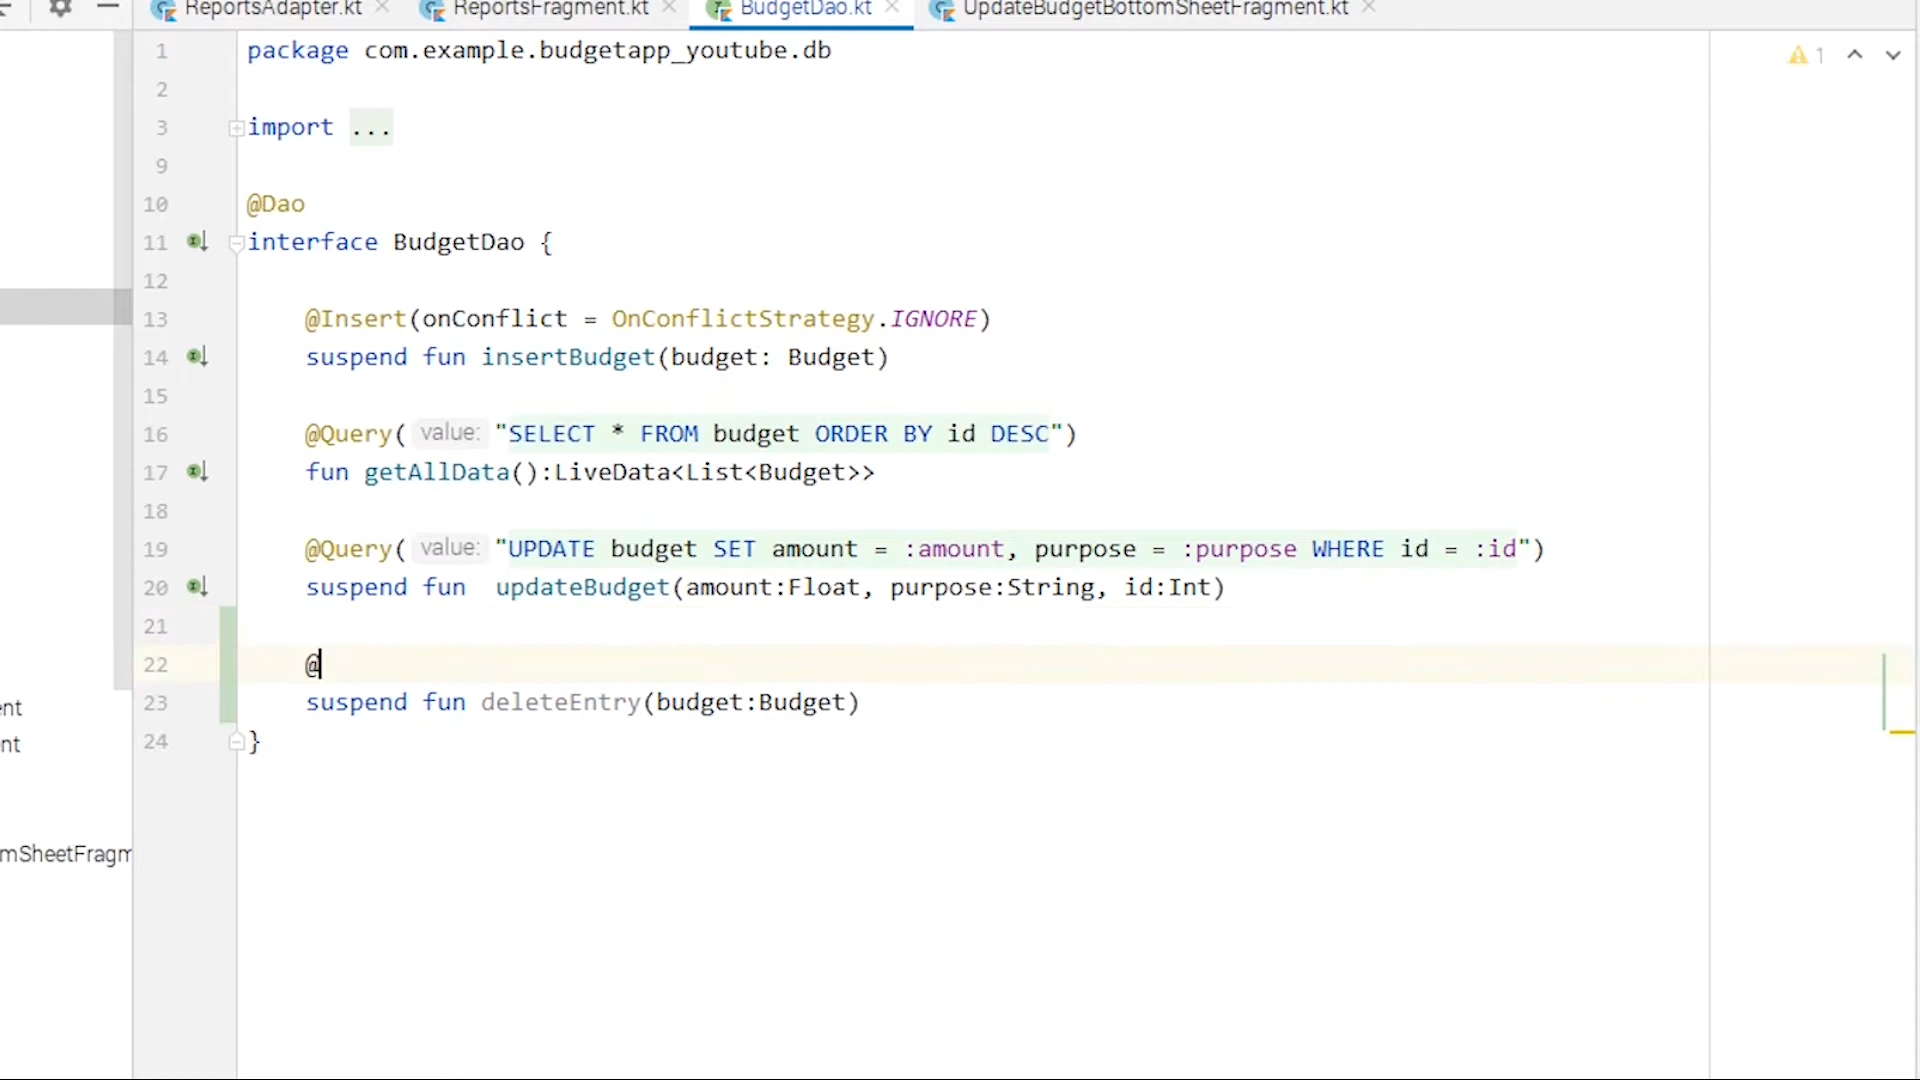 ReportsAdapter.kt ReportsFragment.kt BudgetDao.kt UpdateBudgetBottomSheetFragment.kt
1 package com.example.budgetapp_youtube.db
1
2
3 import ...
9
10 @Dao
11 interface BudgetDao {
12
13 @Insert(onConflict = OnConflictStrategy.IGNORE)
14 suspend fun insertBudget(budget: Budget)
15
16 @Query( value: "SELECT * FROM budget ORDER BY id DESC")
17 fun getAllData():LiveData<List<Budget>>
18
19 @Query( value: "UPDATE budget SET amount = :amount, purpose = :purpose WHERE id = :id")
20 suspend fun updateBudget(amount:Float, purpose:String, id:Int)
21
22 @
23 suspend fun deleteEntry(budget:Budget)
24 }
nt
nt
mSheetFragm